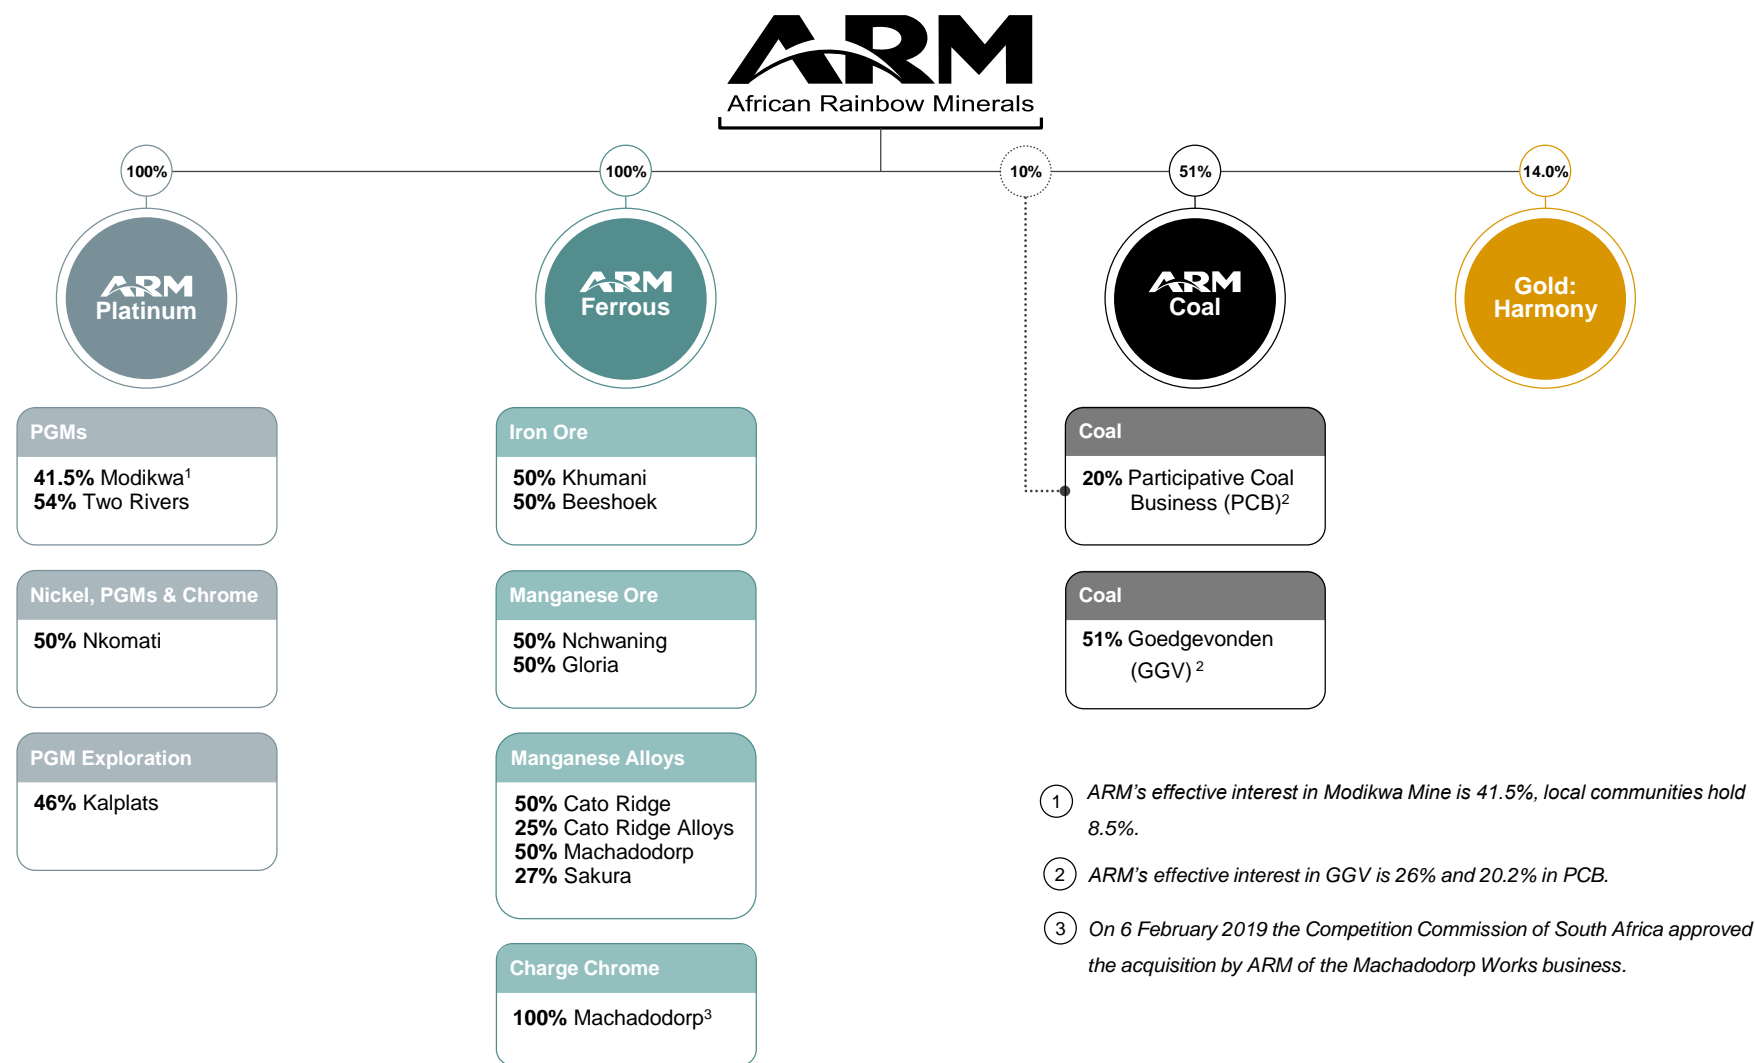 ARM
African Rainbow Minerals
100%
100%
10%
51%
14.0%
ARM
Platinum
ARM
Ferrous
ARM
Coal
Gold:
Harmony
PGMs
41.5% Modikwa¹
54% Two Rivers
Nickel, PGMs & Chrome
50% Nkomati
PGM Exploration
46% Kalplats
Iron Ore
50% Khumani
50% Beeshoek
Manganese Ore
50% Nchwaning
50% Gloria
Manganese Alloys
50% Cato Ridge
25% Cato Ridge Alloys
50% Machadodorp
27% Sakura
Charge Chrome
100% Machadodorp³
Coal
20% Participative Coal
Business (PCB)²
Coal
51% Goedgevonden
(GGV) ²
1 ARM’s effective interest in Modikwa Mine is 41.5%, local communities hold
8.5%.
2 ARM’s effective interest in GGV is 26% and 20.2% in PCB.
3 On 6 February 2019 the Competition Commission of South Africa approved
the acquisition by ARM of the Machadodorp Works business.